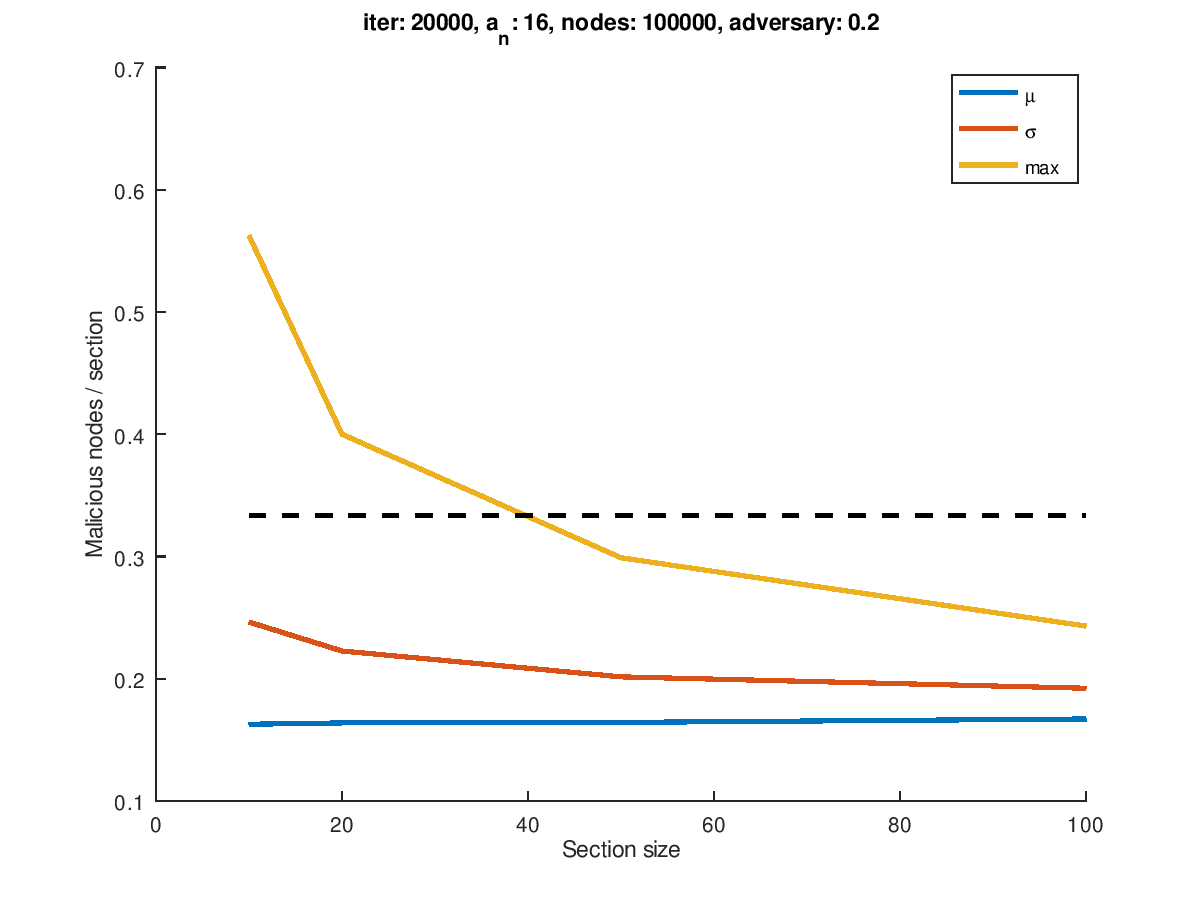 iter: 20000, aₙ: 16, nodes: 100000, adversary: 0.2
0.7
0.6
0.5
0.4
0.3
0.2
0.1
Malicious nodes / section
μ
σ
max
0 20 40 60 80 100
Section size